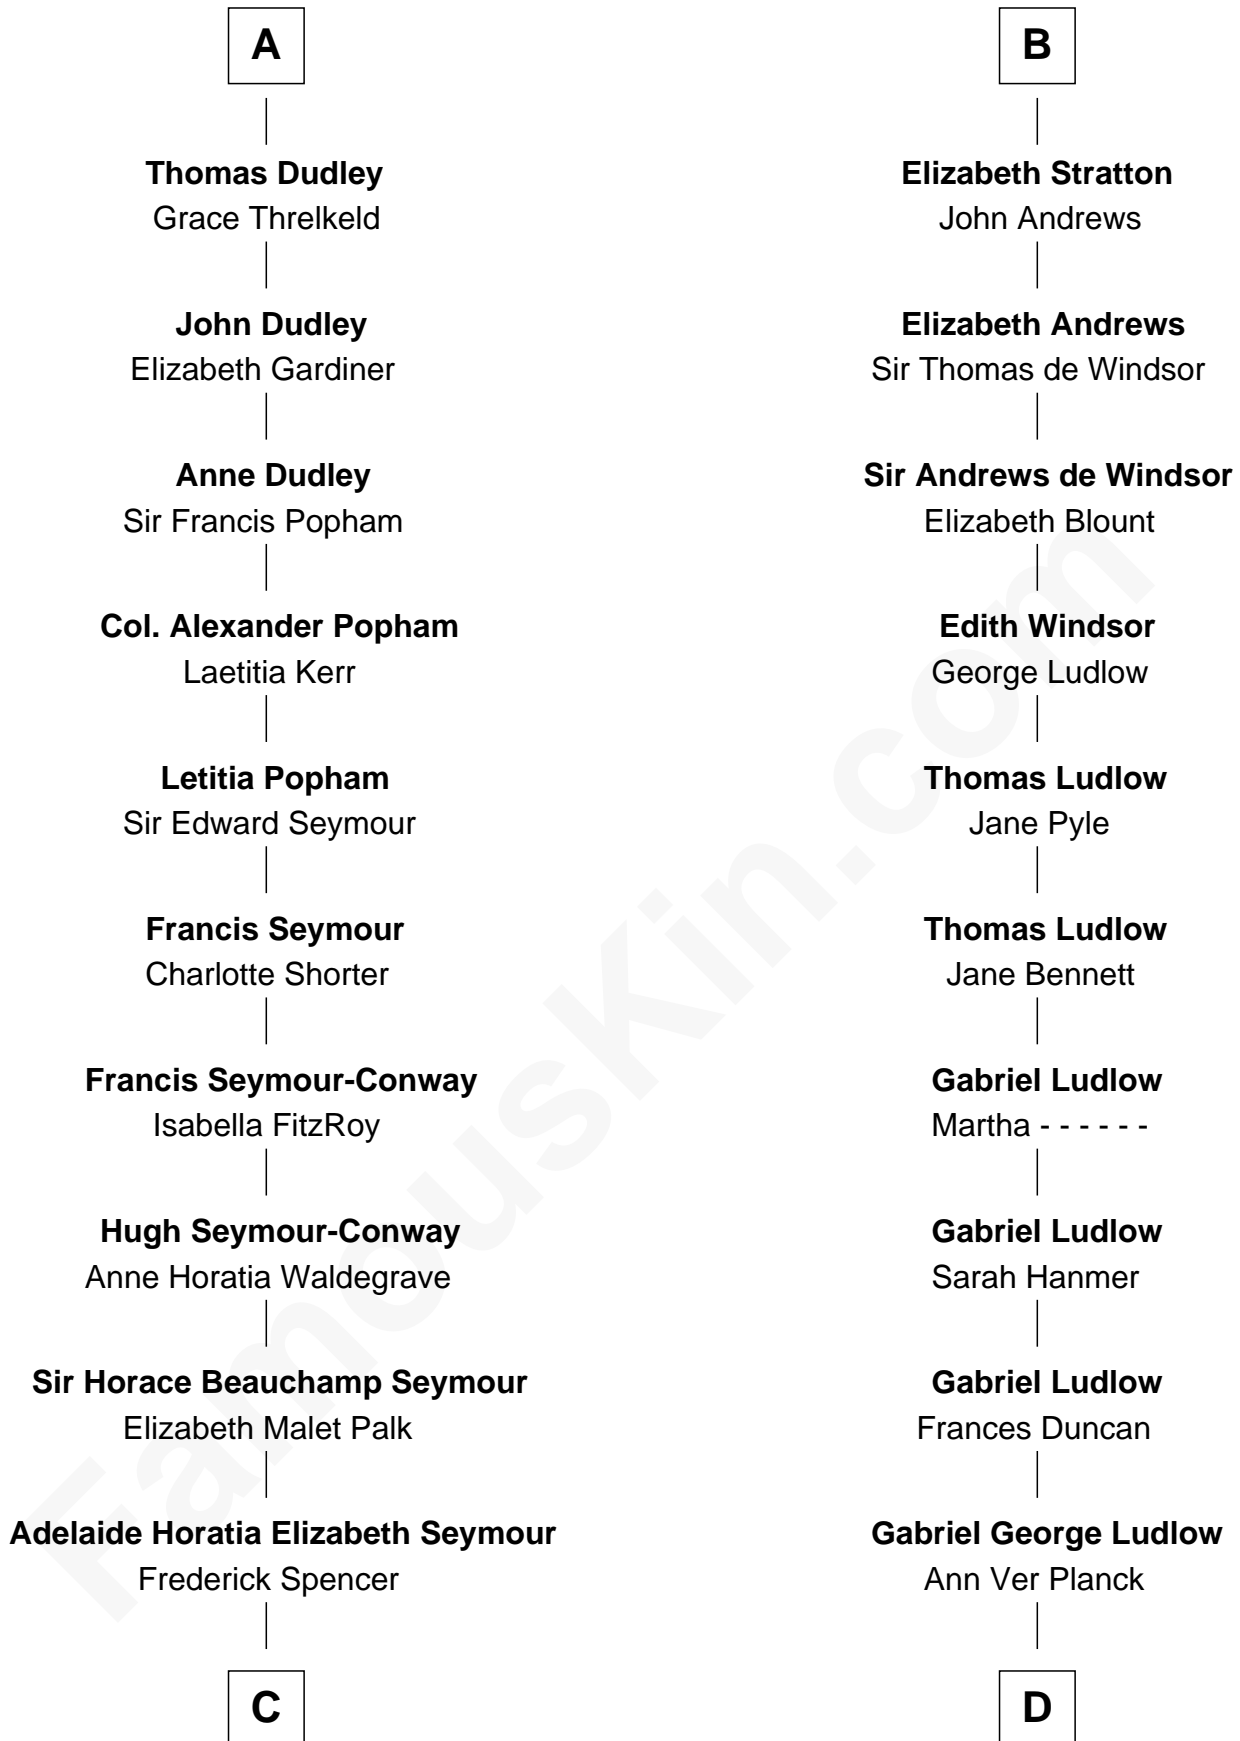 A
Thomas Dudley
Grace Threlkeld
John Dudley
Elizabeth Gardiner
Anne Dudley
Sir Francis Popham
Col. Alexander Popham
Laetitia Kerr
Letitia Popham
Sir Edward Seymour
Francis Seymour
Charlotte Shorter
Francis Seymour-Conway
Isabella FitzRoy
Hugh Seymour-Conway
Anne Horatia Waldegrave
Sir Horace Beauchamp Seymour
Elizabeth Malet Palk
Adelaide Horatia Elizabeth Seymour
Frederick Spencer
C
B
Elizabeth Stratton
John Andrews
Elizabeth Andrews
Sir Thomas de Windsor
Sir Andrews de Windsor
Elizabeth Blount
Edith Windsor
George Ludlow
Thomas Ludlow
Jane Pyle
Thomas Ludlow
Jane Bennett
Gabriel Ludlow
Martha - - - - - -
Gabriel Ludlow
Sarah Hanmer
Gabriel Ludlow
Frances Duncan
Gabriel George Ludlow
Ann Ver Planck
D
FamousKin.com